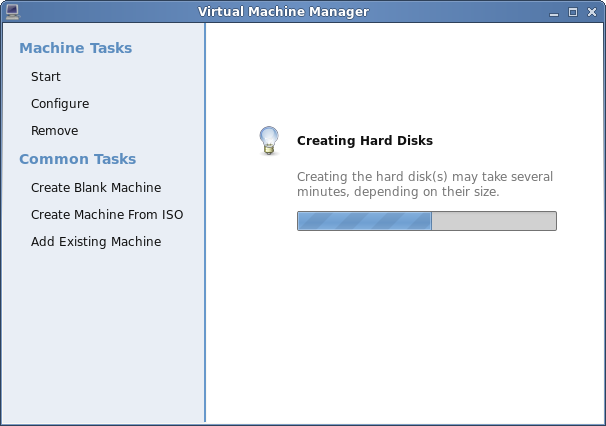 Virtual Machine Manager
Machine Tasks
Start
Configure
Remove
Common Tasks
Create Blank Machine
Create Machine From ISO
Add Existing Machine
Creating Hard Disks
Creating the hard disk(s) may take several
minutes, depending on their size.